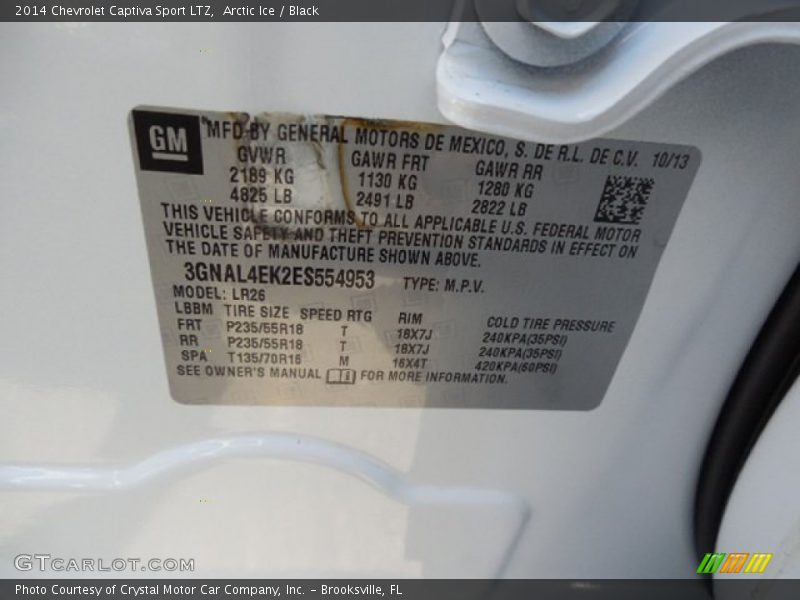 2014 Chevrolet Captiva Sport LTZ, Arctic Ice / Black
GM MFD BY GENERAL MOTORS DE MEXICO, S. DE R.L. DE C.V. 10/13
GVWR GAWR FRT GAWR RR
2189 KG 1130 KG 1280 KG
4825 LB 2491 LB 2822 LB
THIS VEHICLE CONFORMS TO ALL APPLICABLE U.S. FEDERAL MOTOR
VEHICLE SAFETY AND THEFT PREVENTION STANDARDS IN EFFECT ON
THE DATE OF MANUFACTURE SHOWN ABOVE.
3GNAL4EK2ES554953 TYPE: M.P.V.
MODEL: LR26
LBBM TIRE SIZE SPEED RTG RIM COLD TIRE PRESSURE
FRT P235/55R18 T 18X7J 240KPA(35PSI)
RR P235/55R18 T 18X7J 240KPA(35PSI)
SPA T135/70R16 M 16X4T 420KPA(60PSI)
SEE OWNER'S MANUAL FOR MORE INFORMATION.
GTCARLOT.COM
Photo Courtesy of Crystal Motor Car Company, Inc. – Brooksville, FL